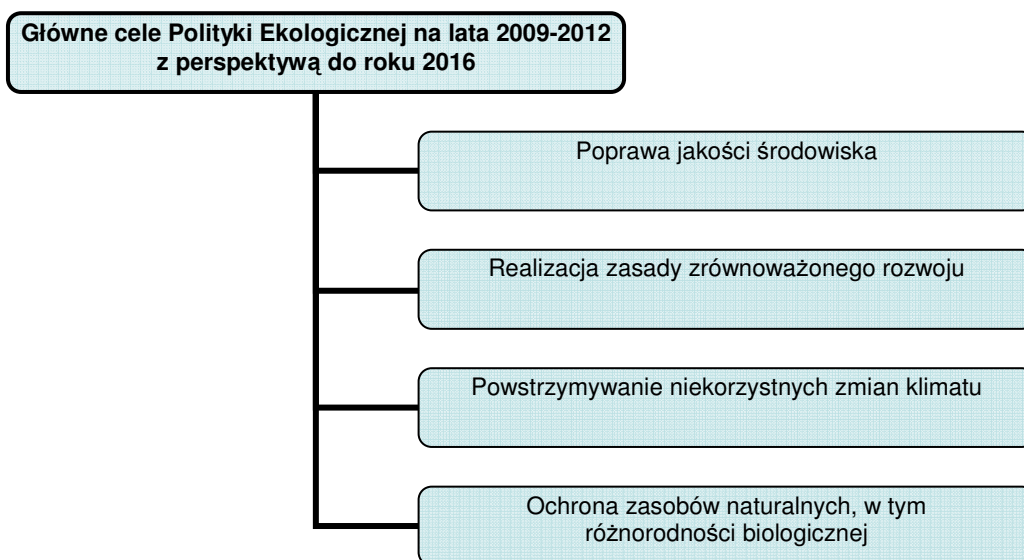 Główne cele Polityki Ekologicznej na lata 2009-2012
z perspektywą do roku 2016
Poprawa jakości środowiska
Realizacja zasady zrównoważonego rozwoju
Powstrzymywanie niekorzystnych zmian klimatu
Ochrona zasobów naturalnych, w tym
różnorodności biologicznej